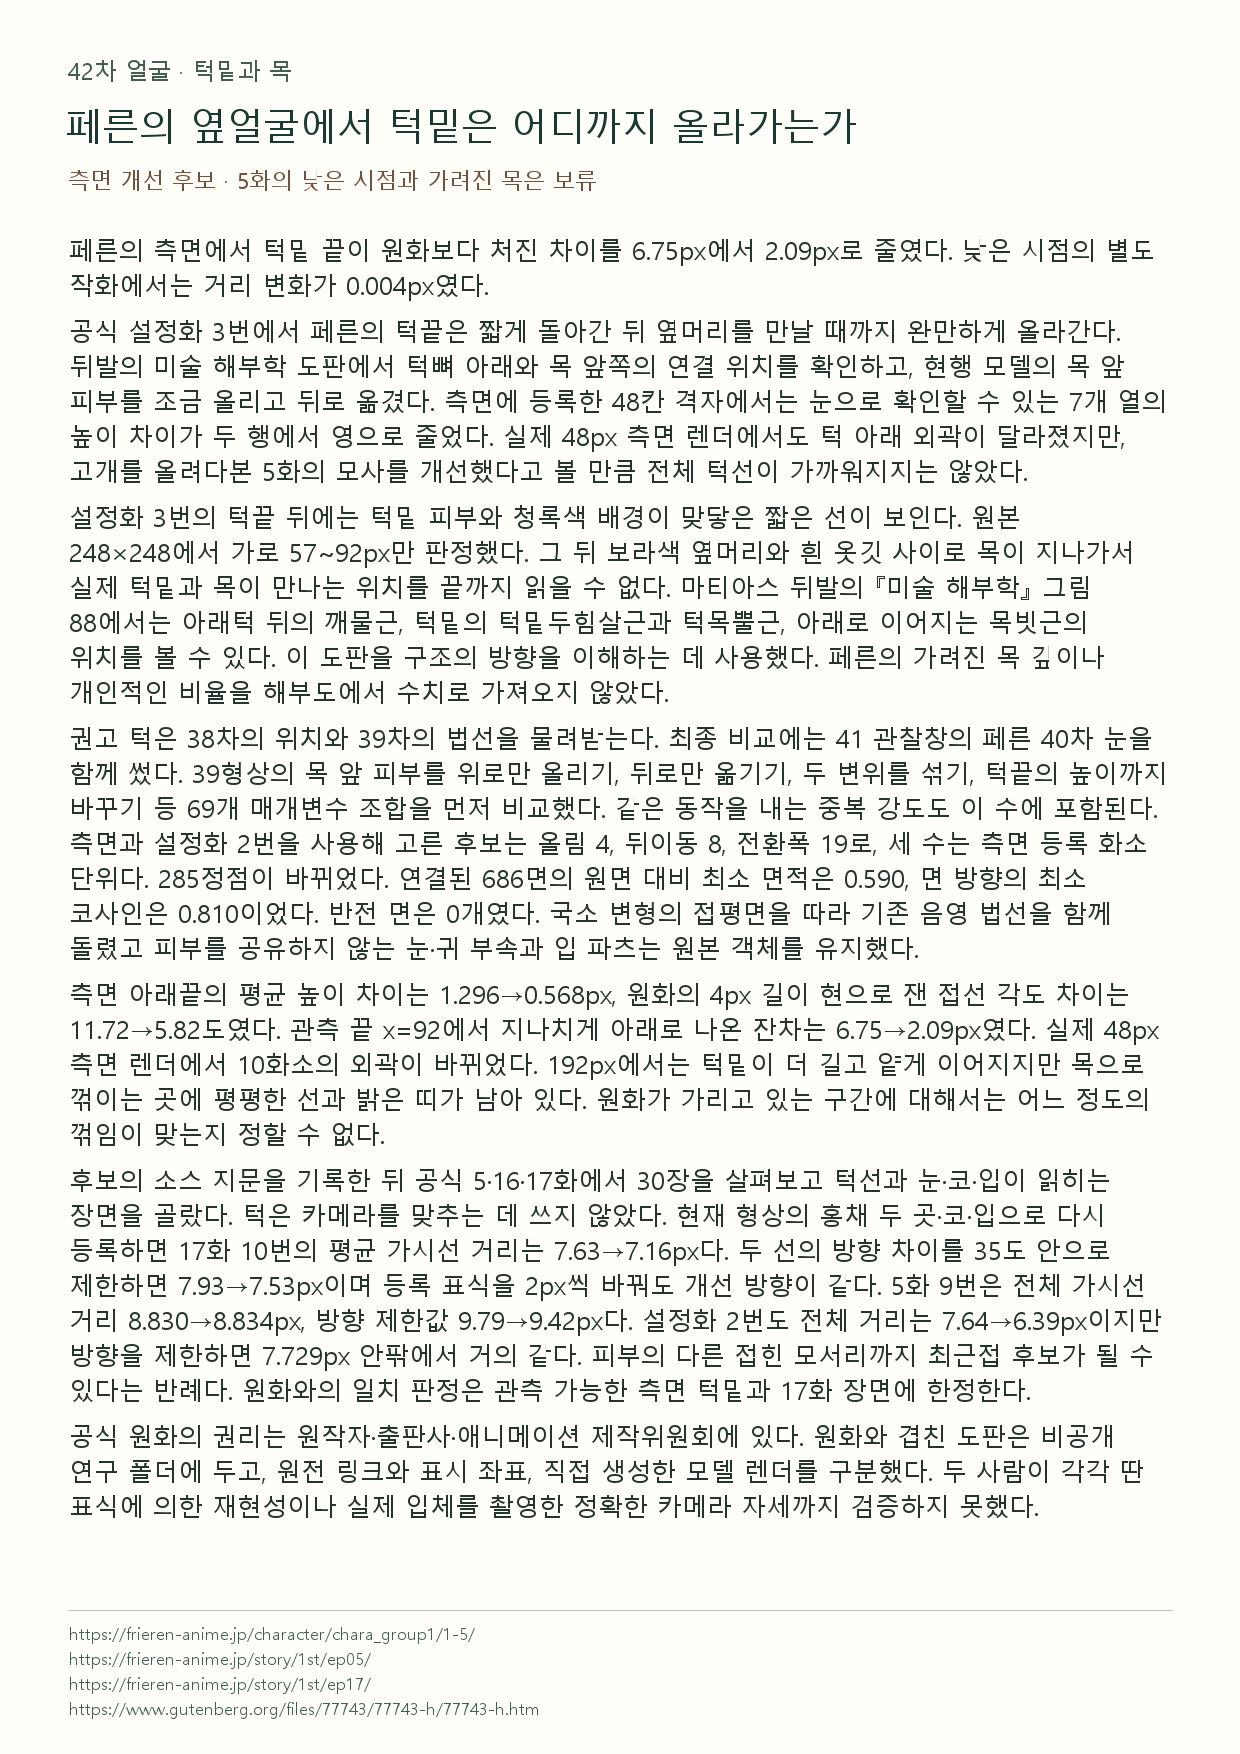 42차 얼굴 · 턱밑과 목
페른의 옆얼굴에서 턱밑은 어디까지 올라가는가
측면 개선 후보 · 5화의 낮은 시점과 가려진 목은 보류
페른의 측면에서 턱밑 끝이 원화보다 처진 차이를 6.75px에서 2.09px로 줄였다. 낮은 시점의 별도
작화에서는 거리 변화가 0.004px였다.
공식 설정화 3번에서 페른의 턱끝은 짧게 돌아간 뒤 옆머리를 만날 때까지 완만하게 올라간다.
뒤발의 미술 해부학 도판에서 턱뼈 아래와 목 앞쪽의 연결 위치를 확인하고, 현행 모델의 목 앞
피부를 조금 올리고 뒤로 옮겼다. 측면에 등록한 48칸 격자에서는 눈으로 확인할 수 있는 7개 열의
높이 차이가 두 행에서 영으로 줄었다. 실제 48px 측면 렌더에서도 턱 아래 외곽이 달라졌지만,
고개를 올려다본 5화의 모사를 개선했다고 볼 만큼 전체 턱선이 가까워지지는 않았다.
설정화 3번의 턱끝 뒤에는 턱밑 피부와 청록색 배경이 맞닿은 짧은 선이 보인다. 원본
248×248에서 가로 57~92px만 판정했다. 그 뒤 보라색 옆머리와 흰 옷깃 사이로 목이 지나가서
실제 턱밑과 목이 만나는 위치를 끝까지 읽을 수 없다. 마티아스 뒤발의 『미술 해부학』 그림
88에서는 아래턱 뒤의 깨물근, 턱밑의 턱밑두힘살근과 턱목뿔근, 아래로 이어지는 목빗근의
위치를 볼 수 있다. 이 도판을 구조의 방향을 이해하는 데 사용했다. 페른의 가려진 목 깊이나
개인적인 비율을 해부도에서 수치로 가져오지 않았다.
권고 턱은 38차의 위치와 39차의 법선을 물려받는다. 최종 비교에는 41 관찰창의 페른 40차 눈을
함께 썼다. 39형상의 목 앞 피부를 위로만 올리기, 뒤로만 옮기기, 두 변위를 섞기, 턱끝의 높이까지
바꾸기 등 69개 매개변수 조합을 먼저 비교했다. 같은 동작을 내는 중복 강도도 이 수에 포함된다.
측면과 설정화 2번을 사용해 고른 후보는 올림 4, 뒤이동 8, 전환폭 19로, 세 수는 측면 등록 화소
단위다. 285정점이 바뀌었다. 연결된 686면의 원면 대비 최소 면적은 0.590, 면 방향의 최소
코사인은 0.810이었다. 반전 면은 0개였다. 국소 변형의 접평면을 따라 기존 음영 법선을 함께
돌렸고 피부를 공유하지 않는 눈·귀 부속과 입 파츠는 원본 객체를 유지했다.
측면 아래끝의 평균 높이 차이는 1.296→0.568px, 원화의 4px 길이 현으로 잰 접선 각도 차이는
11.72→5.82도였다. 관측 끝 x=92에서 지나치게 아래로 나온 잔차는 6.75→2.09px였다. 실제 48px
측면 렌더에서 10화소의 외곽이 바뀌었다. 192px에서는 턱밑이 더 길고 얕게 이어지지만 목으로
꺾이는 곳에 평평한 선과 밝은 띠가 남아 있다. 원화가 가리고 있는 구간에 대해서는 어느 정도의
꺾임이 맞는지 정할 수 없다.
후보의 소스 지문을 기록한 뒤 공식 5·16·17화에서 30장을 살펴보고 턱선과 눈·코·입이 읽히는
장면을 골랐다. 턱은 카메라를 맞추는 데 쓰지 않았다. 현재 형상의 홍채 두 곳·코·입으로 다시
등록하면 17화 10번의 평균 가시선 거리는 7.63→7.16px다. 두 선의 방향 차이를 35도 안으로
제한하면 7.93→7.53px이며 등록 표식을 2px씩 바꿔도 개선 방향이 같다. 5화 9번은 전체 가시선
거리 8.830→8.834px, 방향 제한값 9.79→9.42px다. 설정화 2번도 전체 거리는 7.64→6.39px이지만
방향을 제한하면 7.729px 안팎에서 거의 같다. 피부의 다른 접힌 모서리까지 최근접 후보가 될 수
있다는 반례다. 원화와의 일치 판정은 관측 가능한 측면 턱밑과 17화 장면에 한정한다.
공식 원화의 권리는 원작자·출판사·애니메이션 제작위원회에 있다. 원화와 겹친 도판은 비공개
연구 폴더에 두고, 원전 링크와 표시 좌표, 직접 생성한 모델 렌더를 구분했다. 두 사람이 각각 딴
표식에 의한 재현성이나 실제 입체를 촬영한 정확한 카메라 자세까지 검증하지 못했다.
https://frieren-anime.jp/character/chara_group1/1-5/
https://frieren-anime.jp/story/1st/ep05/
https://frieren-anime.jp/story/1st/ep17/
https://www.gutenberg.org/files/77743/77743-h/77743-h.htm